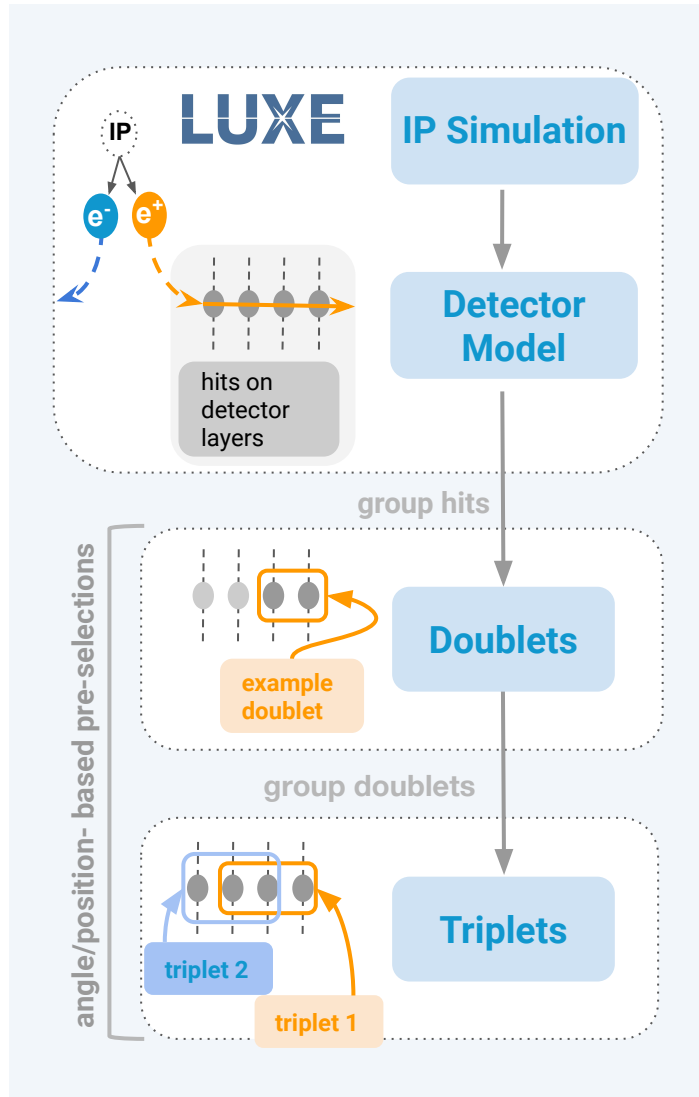 LUXE
IP Simulation
IP
e-
e+
Detector
Model
hits on
detector
layers
group hits
angle/position- based pre-selections
Doublets
example
doublet
group doublets
Triplets
triplet 2
triplet 1